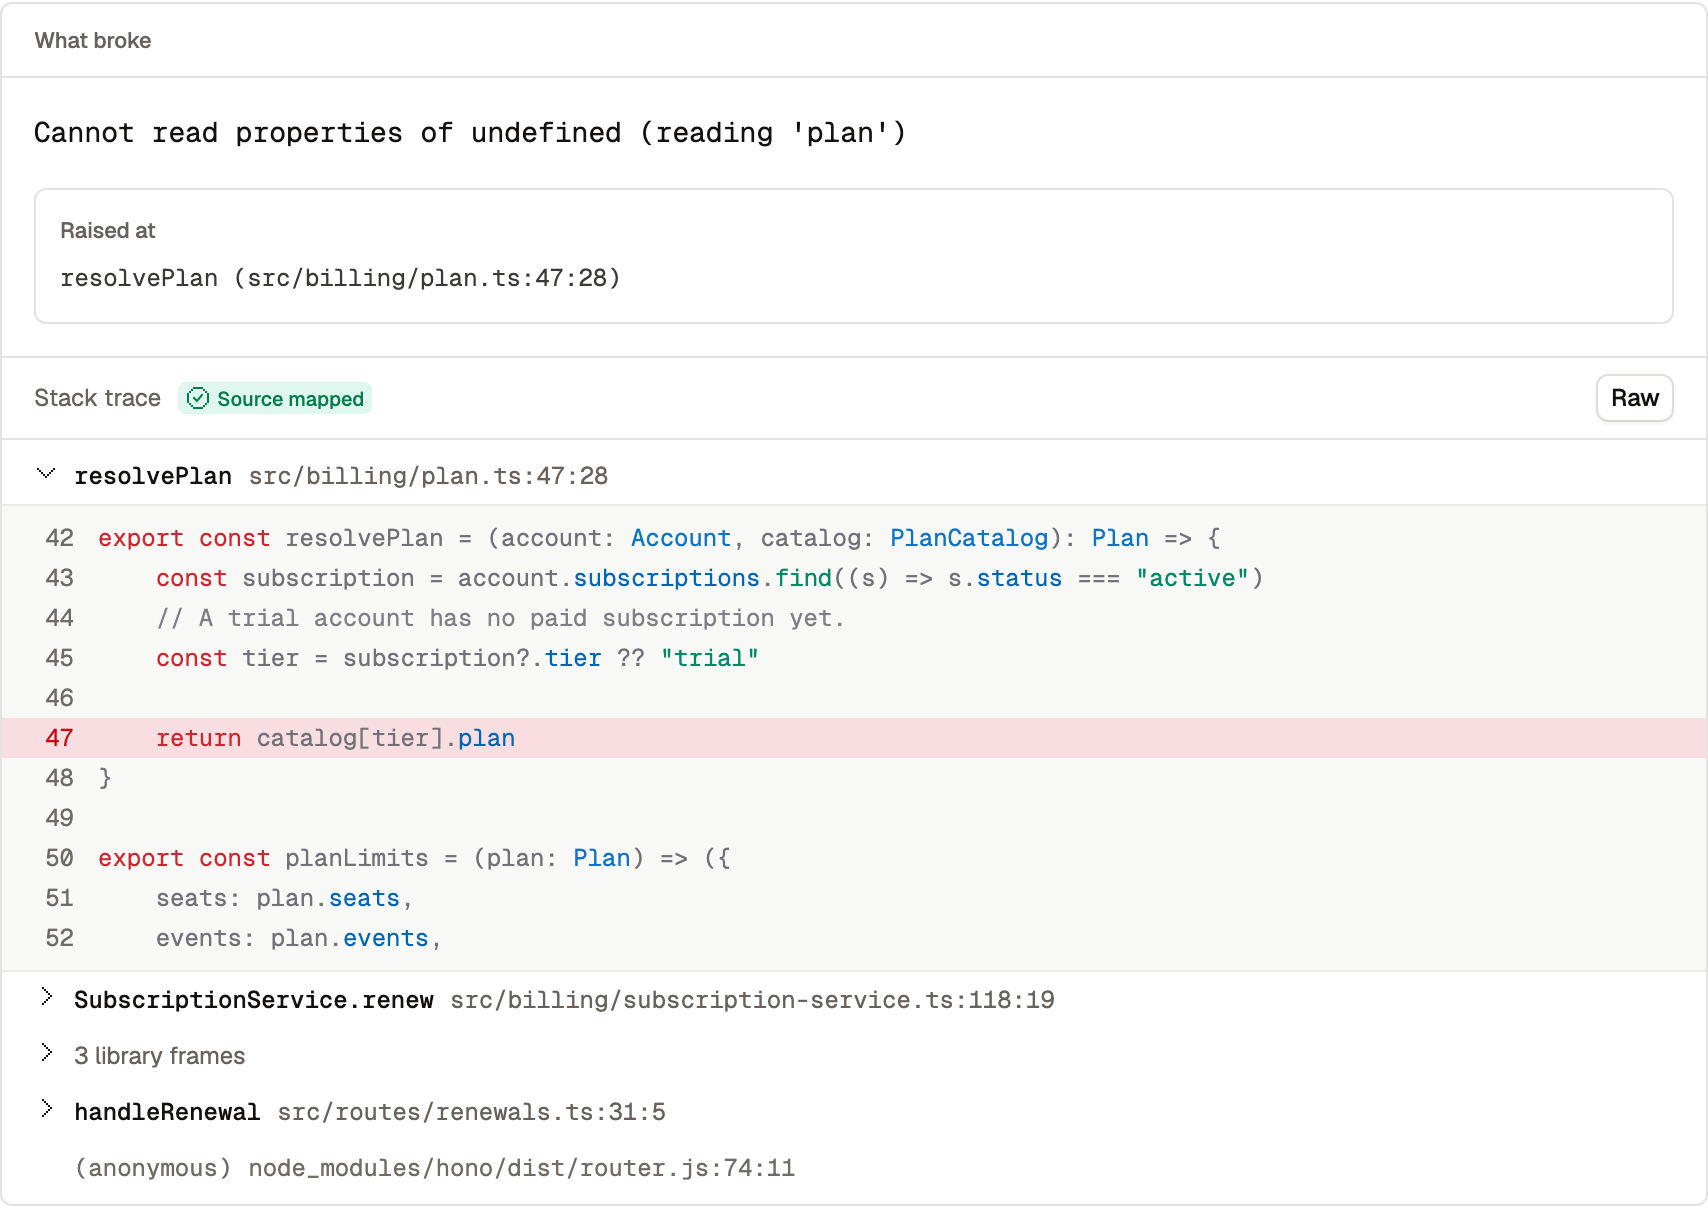 What broke
Cannot read properties of undefined (reading 'plan')
Raised at
resolvePlan (src/billing/plan.ts:47:28)
Stack trace Source mapped Raw
resolvePlan src/billing/plan.ts:47:28
42 export const resolvePlan = (account: Account, catalog: PlanCatalog): Plan => {
43     const subscription = account.subscriptions.find((s) => s.status === "active")
44     // A trial account has no paid subscription yet.
45     const tier = subscription?.tier ?? "trial"
46
47     return catalog[tier].plan
48 }
49
50 export const planLimits = (plan: Plan) => ({
51     seats: plan.seats,
52     events: plan.events,
SubscriptionService.renew src/billing/subscription-service.ts:118:19
3 library frames
handleRenewal src/routes/renewals.ts:31:5
(anonymous) node_modules/hono/dist/router.js:74:11